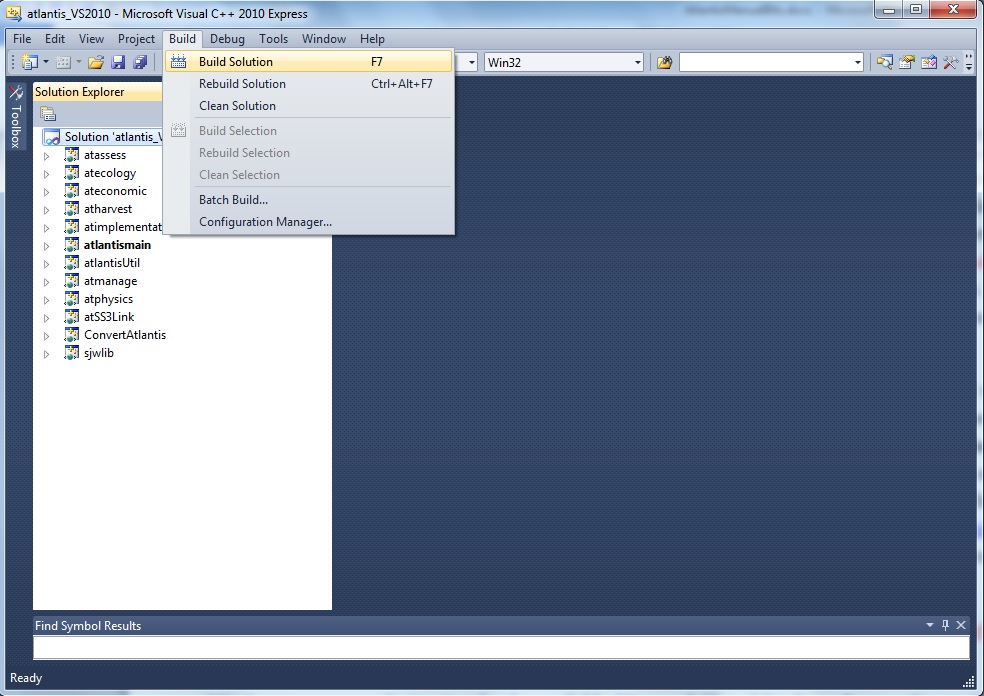 atlantis_VS2010 - Microsoft Visual C++ 2010 Express
File Edit View Project Build Debug Tools Window Help
Build Solution F7
Win32
Rebuild Solution Ctrl+Alt+F7
Clean Solution
Build Selection
Rebuild Selection
Clean Selection
Batch Build...
Configuration Manager...
Toolbox
Solution Explorer
Solution 'atlantis_V
atassess
atecology
ateconomic
atharvest
atimplementat
atlantismain
atlantisUtil
atmanage
atphysics
atSS3Link
ConvertAtlantis
sjwlib
Find Symbol Results
Ready